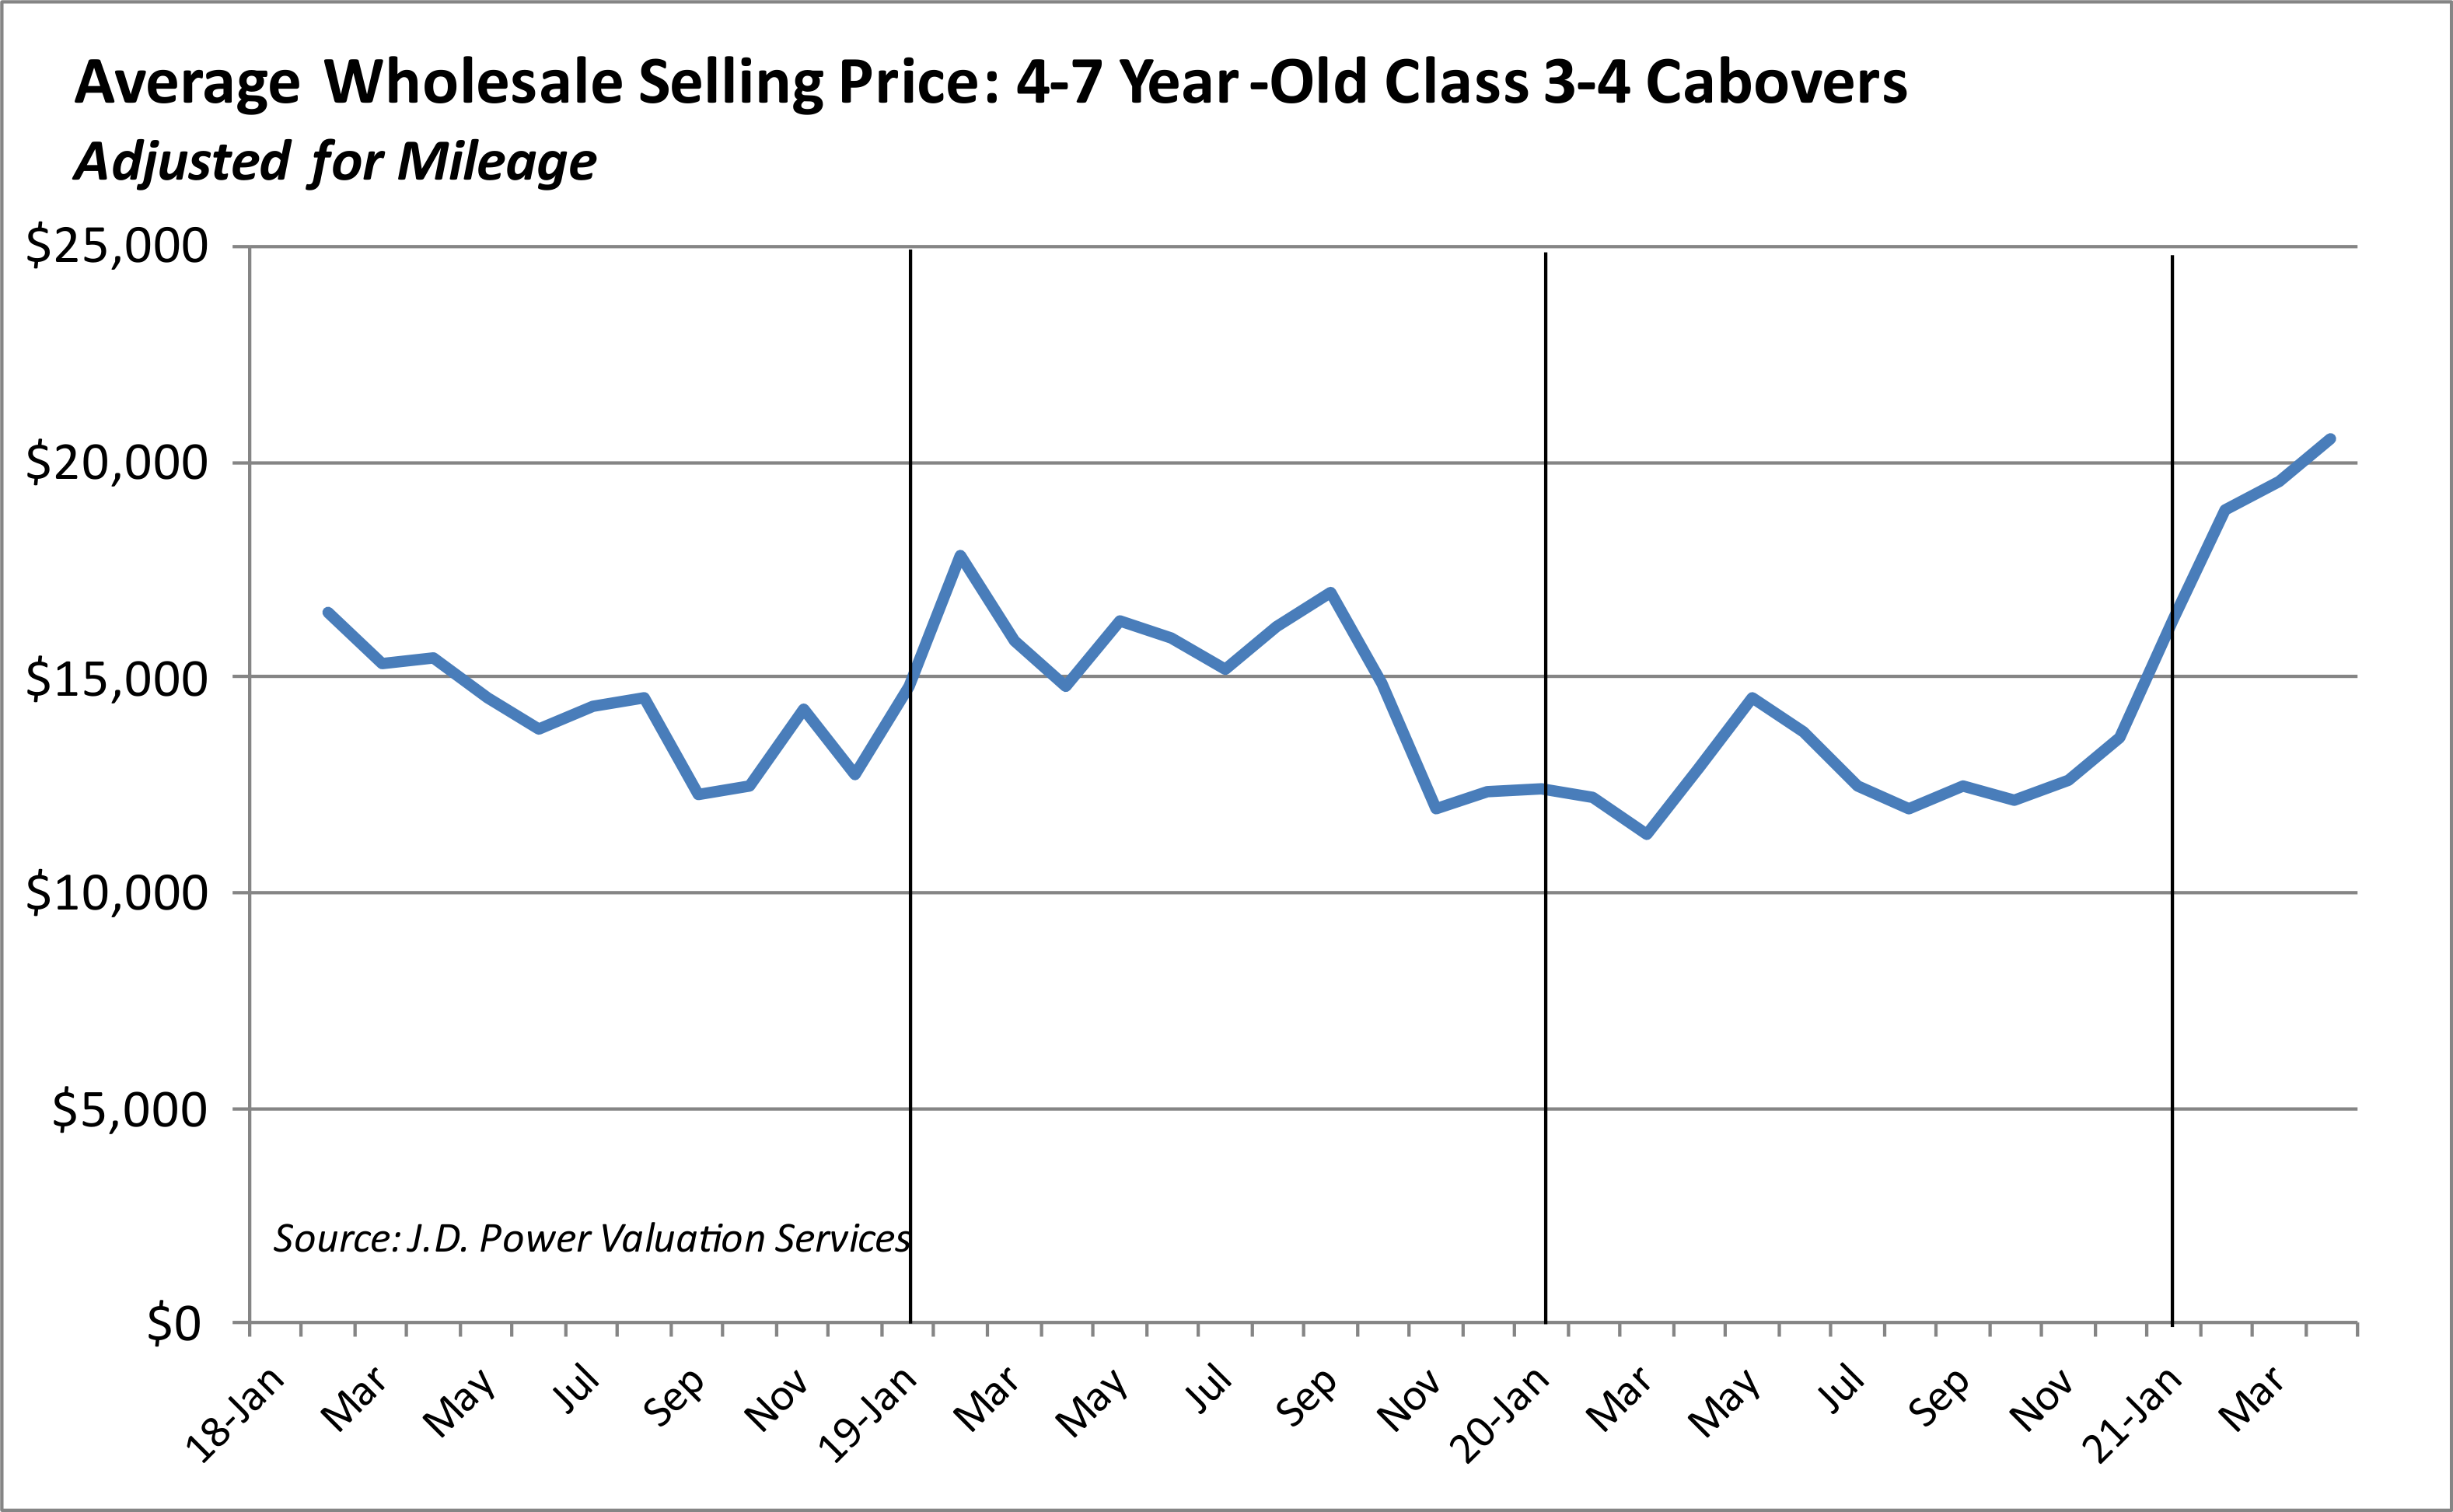 Average Wholesale Selling Price: 4-7 Year -Old Class 3-4 Cabovers
Adjusted for Mileage
$25,000
$20,000
$15,000
$10,000
$5,000
$0
Source: J.D. Power Valuation Services
18-Jan Mar May Jul Sep Nov 19-Jan Mar May Jul Sep Nov 20-Jan Mar May Jul Sep Nov 21-Jan Mar